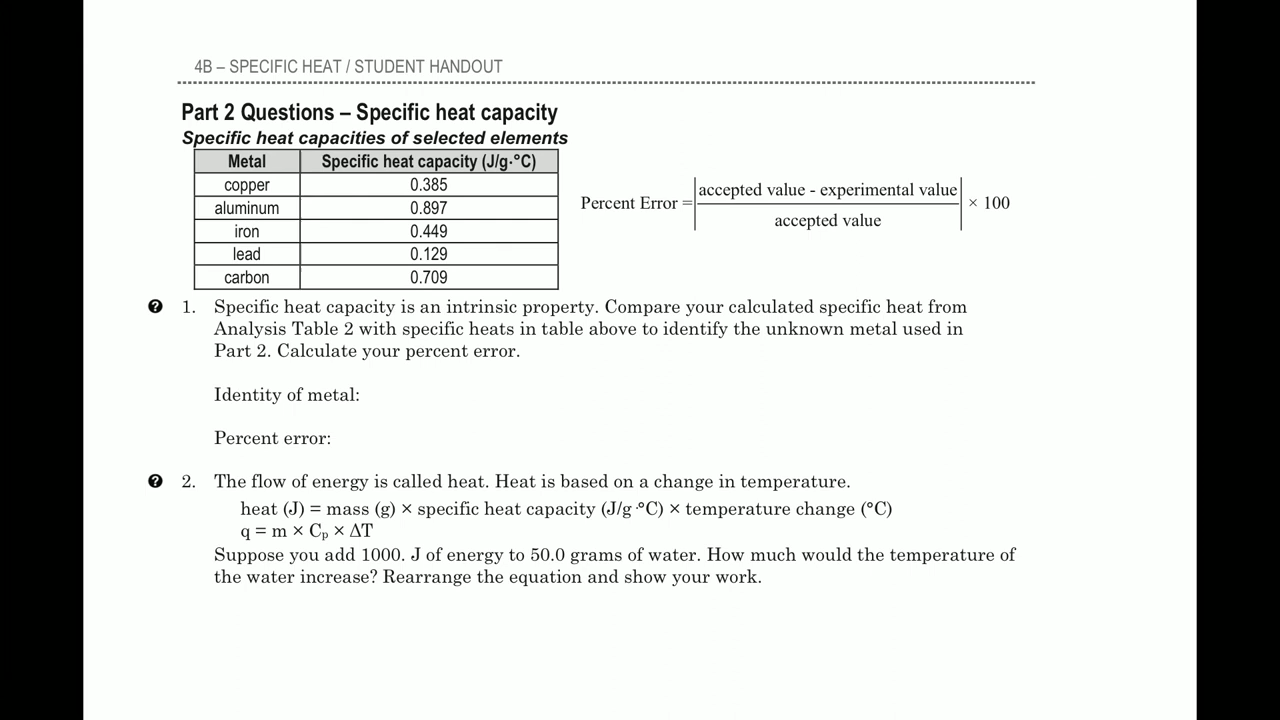 4B – SPECIFIC HEAT / STUDENT HANDOUT
Part 2 Questions – Specific heat capacity
Specific heat capacities of selected elements
Metal Specific heat capacity (J/g·°C)
copper 0.385
aluminum 0.897
iron 0.449
lead 0.129
carbon 0.709
Percent Error = |accepted value - experimental value / accepted value| × 100
1. Specific heat capacity is an intrinsic property. Compare your calculated specific heat from
Analysis Table 2 with specific heats in table above to identify the unknown metal used in
Part 2. Calculate your percent error.
Identity of metal:
Percent error:
2. The flow of energy is called heat. Heat is based on a change in temperature.
heat (J) = mass (g) × specific heat capacity (J/g·°C) × temperature change (°C)
q = m × Cₚ × ΔT
Suppose you add 1000. J of energy to 50.0 grams of water. How much would the temperature of
the water increase? Rearrange the equation and show your work.